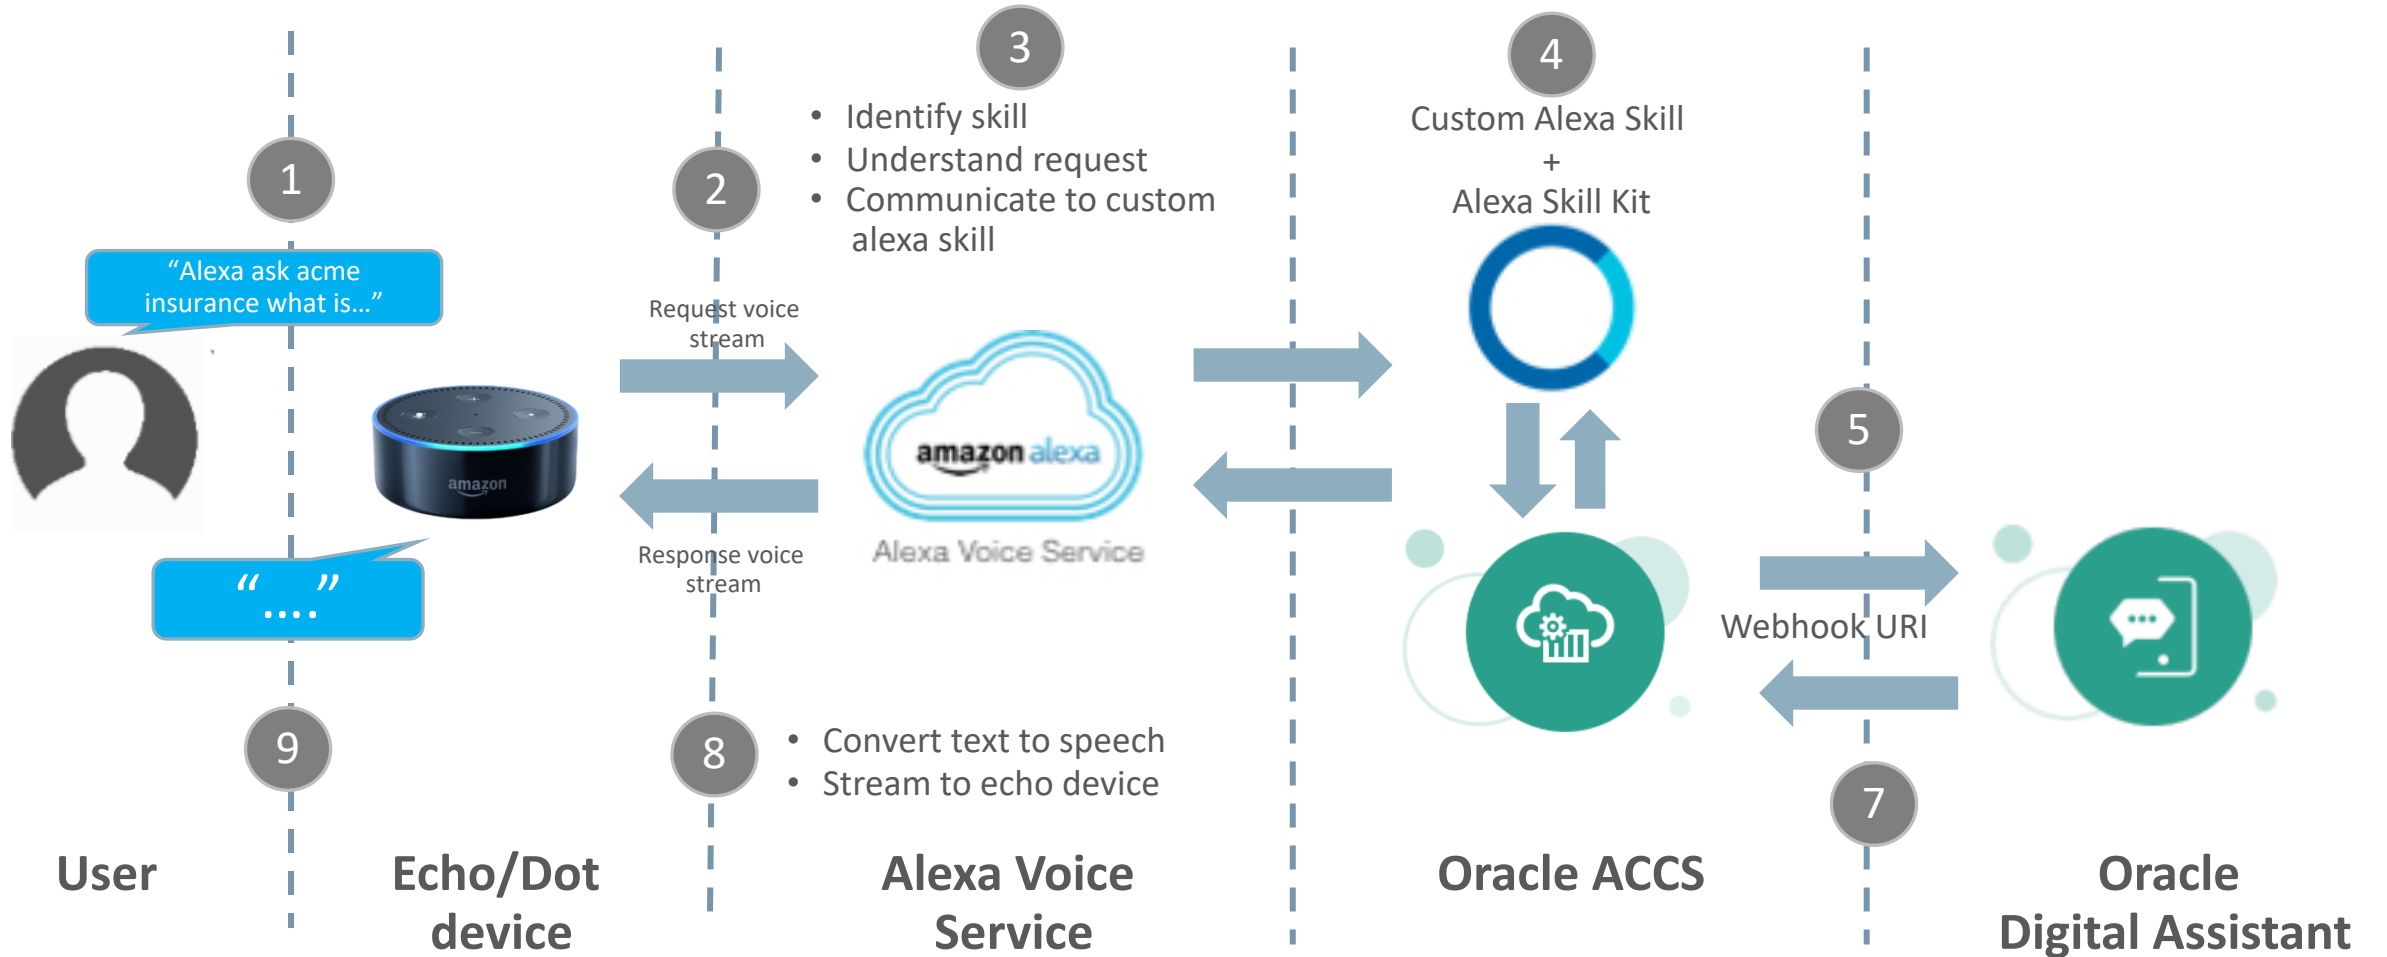 3
4
Identify skill
Understand request
Communicate to custom
alexa skill
Custom Alexa Skill
+
Alexa Skill Kit
1
2
“Alexa ask acme
insurance what is…”
Request voice
stream
amazon alexa
Alexa Voice Service
amazon
5
“….”
Response voice
stream
Webhook URI
9
8
Convert text to speech
Stream to echo device
7
User
Echo/Dot
device
Alexa Voice
Service
Oracle ACCS
Oracle
Digital Assistant